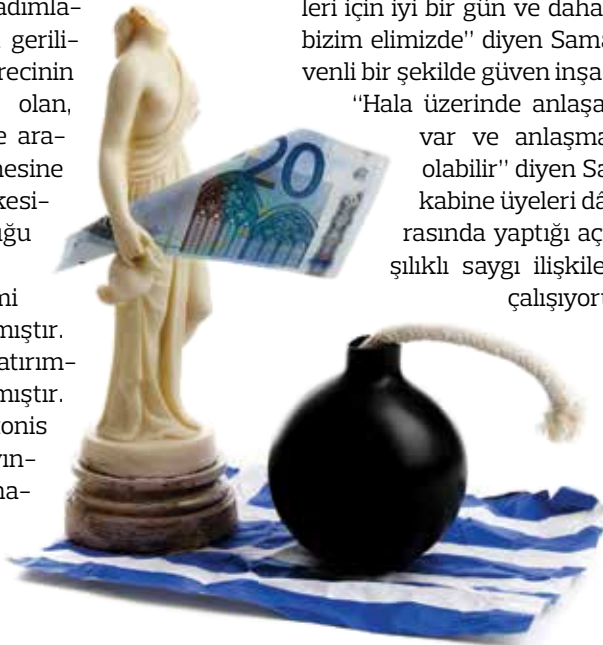 adımla-
gerili-
recinin
olan,
e ara-
nesine
kesi-
ğu
mi
mıştır.
atırım-
mıştır.
onis
yın-
na-
leri için iyi bir gün ve daha
bizim elimizde" diyen Sama
venli bir şekilde güven inşa
"Hala üzerinde anlaşa
var ve anlaşma
olabilir" diyen Sa
kabine üyeleri dâ
rasında yaptığı aç
şılıklı saygı ilişkile
çalışıyor
20